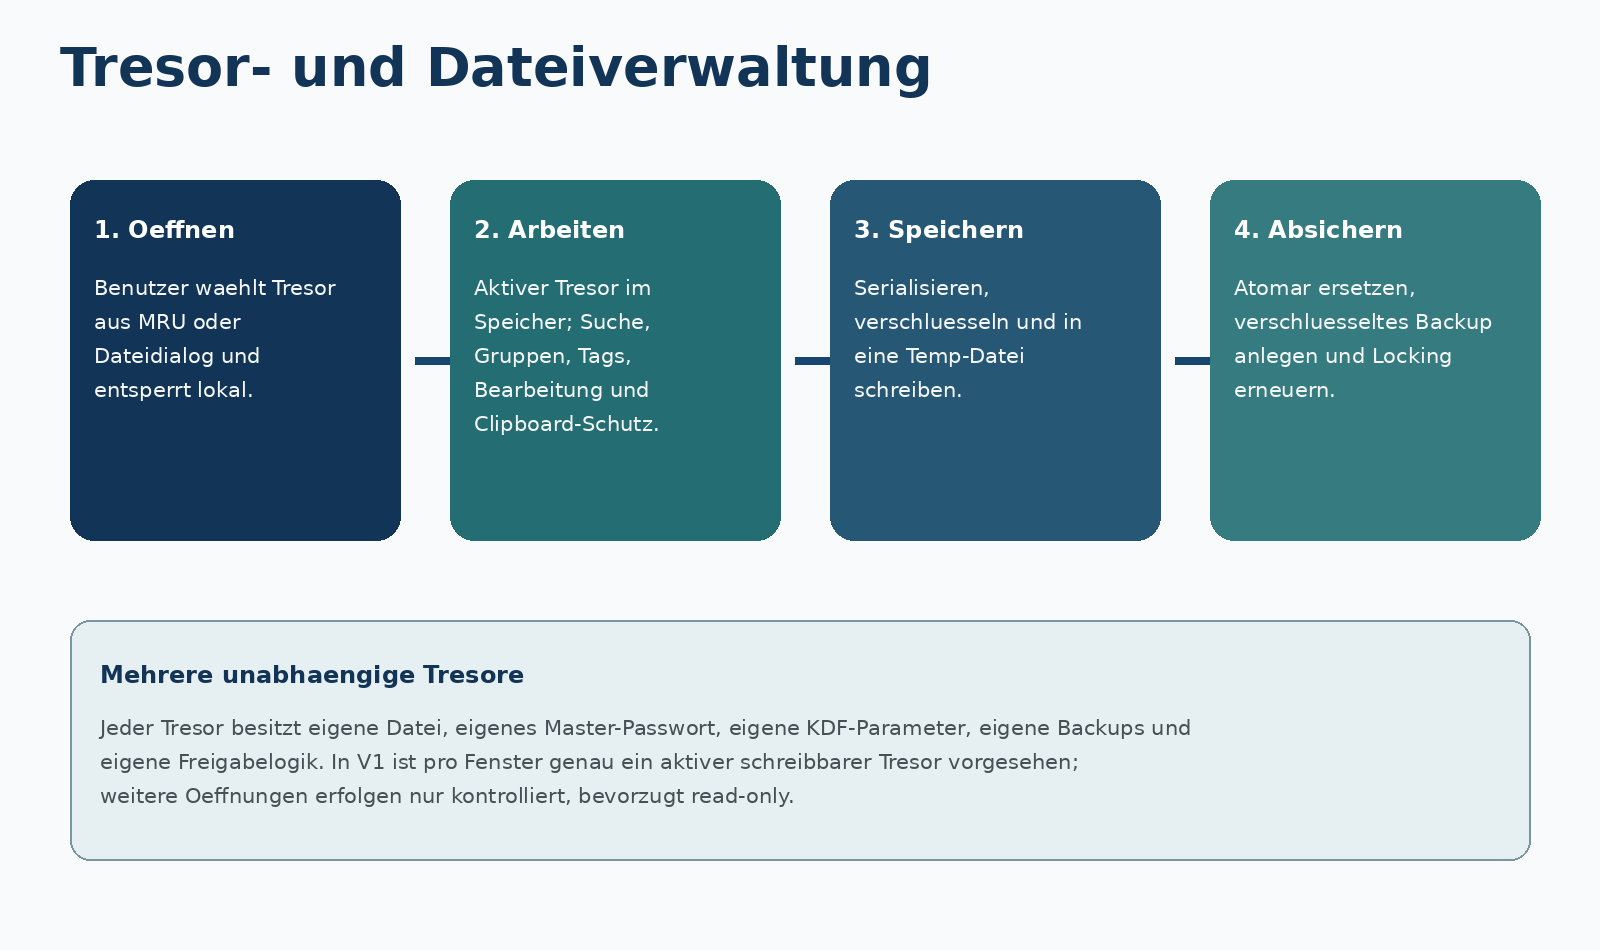 Tresor- und Dateiverwaltung
1. Oeffnen
Benutzer waehlt Tresor
aus MRU oder
Dateidialog und
entsperrt lokal.
2. Arbeiten
Aktiver Tresor im
Speicher; Suche,
Gruppen, Tags,
Bearbeitung und
Clipboard-Schutz.
3. Speichern
Serialisieren,
verschluesseln und in
eine Temp-Datei
schreiben.
4. Absichern
Atomar ersetzen,
verschluesseltes Backup
anlegen und Locking
erneuern.
Mehrere unabhaengige Tresore
Jeder Tresor besitzt eigene Datei, eigenes Master-Passwort, eigene KDF-Parameter, eigene Backups und
eigene Freigabelogik. In V1 ist pro Fenster genau ein aktiver schreibbarer Tresor vorgesehen;
weitere Oeffnungen erfolgen nur kontrolliert, bevorzugt read-only.